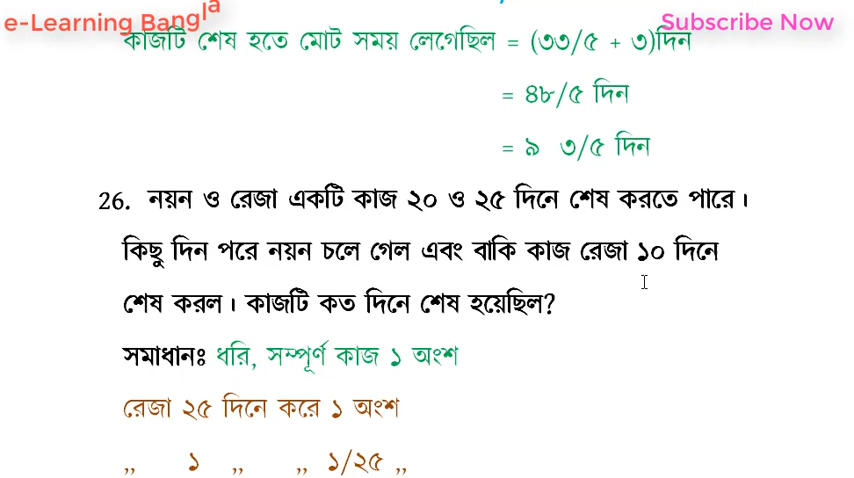 e-Learning Bangla
Subscribe Now
কাজটি শেষ হতে মোট সময় লেগেছিল = (৩৩/৫ + ৩)দিন
= ৪৮/৫ দিন
= ৯ ৩/৫ দিন
26. নয়ন ও রেজা একটি কাজ ২০ ও ২৫ দিনে শেষ করতে পারে।
কিছু দিন পরে নয়ন চলে গেল এবং বাকি কাজ রেজা ১০ দিনে
শেষ করল। কাজটি কত দিনে শেষ হয়েছিল?
সমাধানঃ ধরি, সম্পূর্ণ কাজ ১ অংশ
রেজা ২৫ দিনে করে ১ অংশ
,, ১ ,, ,, ১/২৫ ,,